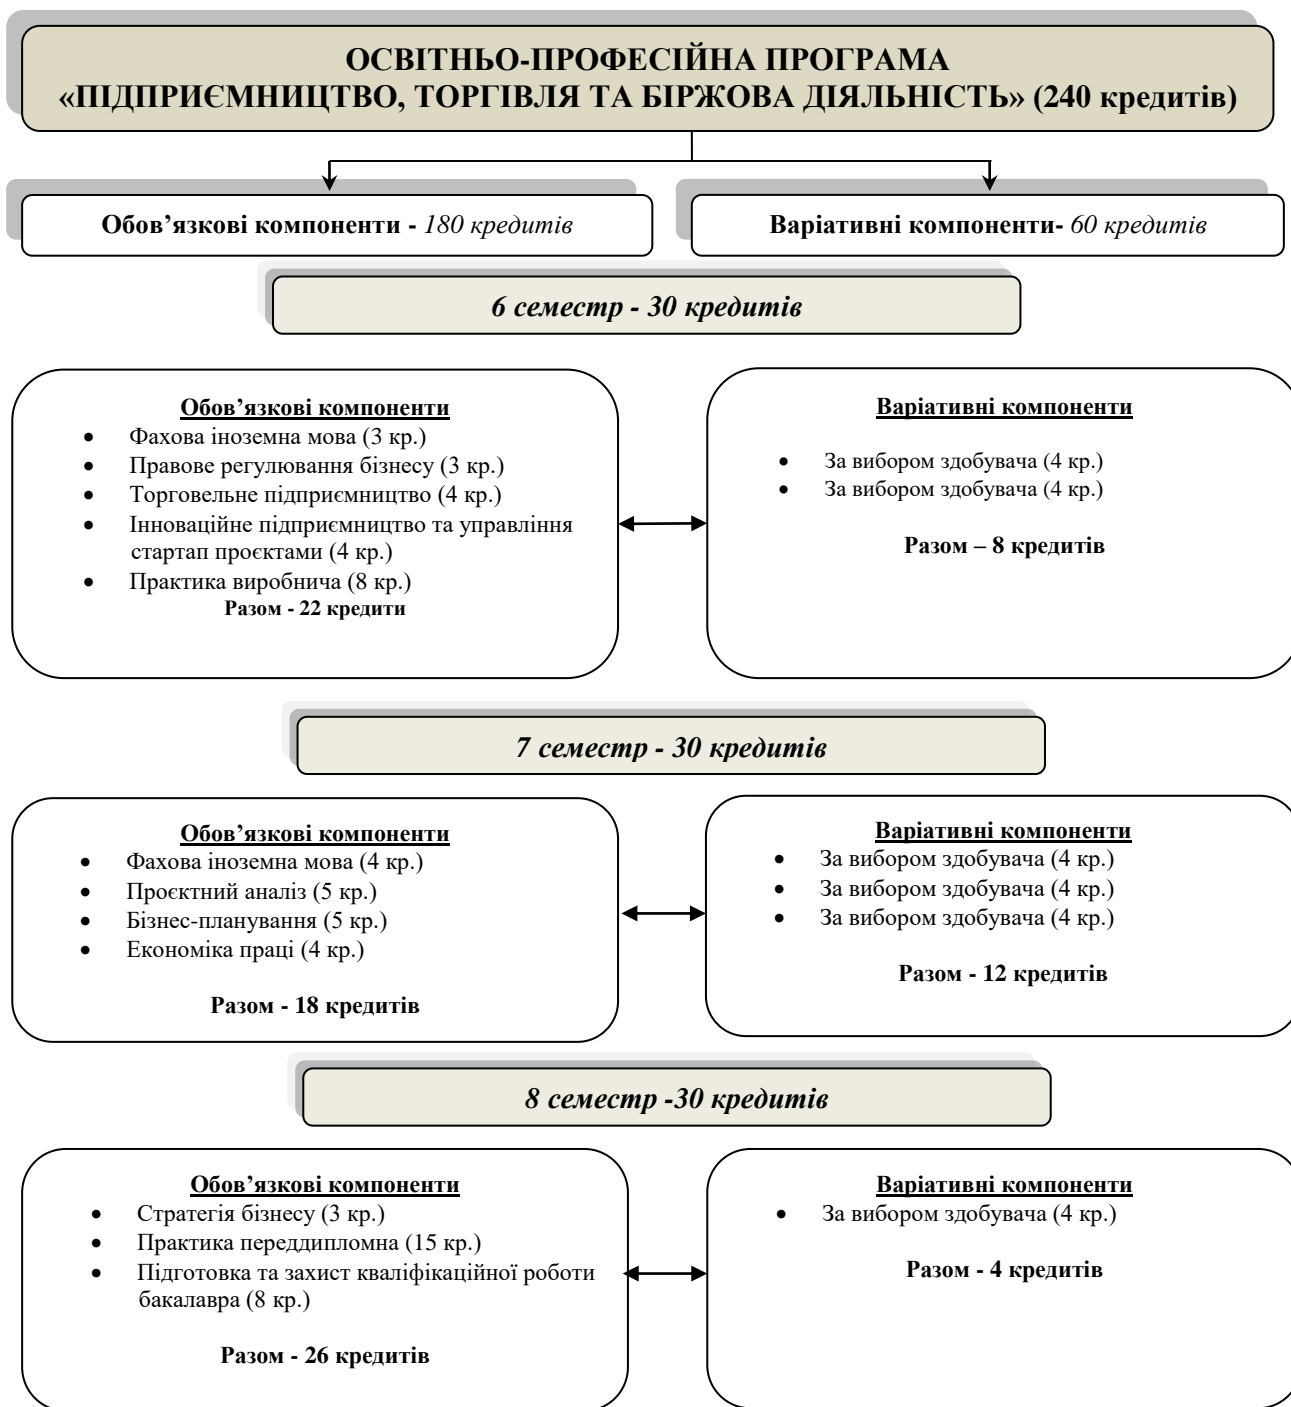 ОСВІТНЬО-ПРОФЕСІЙНА ПРОГРАМА
«ПІДПРИЄМНИЦТВО, ТОРГІВЛЯ ТА БІРЖОВА ДІЯЛЬНІСТЬ» (240 кредитів)
Обов’язкові компоненти - 180 кредитів
Варіативні компоненти- 60 кредитів
6 семестр - 30 кредитів
Обов’язкові компоненти
• Фахова іноземна мова (3 кр.)
• Правове регулювання бізнесу (3 кр.)
• Торговельне підприємництво (4 кр.)
• Інноваційне підприємництво та управління
стартап проєктами (4 кр.)
• Практика виробнича (8 кр.)
Разом - 22 кредити
Варіативні компоненти
• За вибором здобувача (4 кр.)
• За вибором здобувача (4 кр.)
Разом – 8 кредитів
7 семестр - 30 кредитів
Обов’язкові компоненти
• Фахова іноземна мова (4 кр.)
• Проєктний аналіз (5 кр.)
• Бізнес-планування (5 кр.)
• Економіка праці (4 кр.)
Разом - 18 кредитів
Варіативні компоненти
• За вибором здобувача (4 кр.)
• За вибором здобувача (4 кр.)
• За вибором здобувача (4 кр.)
Разом - 12 кредитів
8 семестр -30 кредитів
Обов’язкові компоненти
• Стратегія бізнесу (3 кр.)
• Практика переддипломна (15 кр.)
• Підготовка та захист кваліфікаційної роботи
бакалавра (8 кр.)
Разом - 26 кредитів
Варіативні компоненти
• За вибором здобувача (4 кр.)
Разом - 4 кредитів